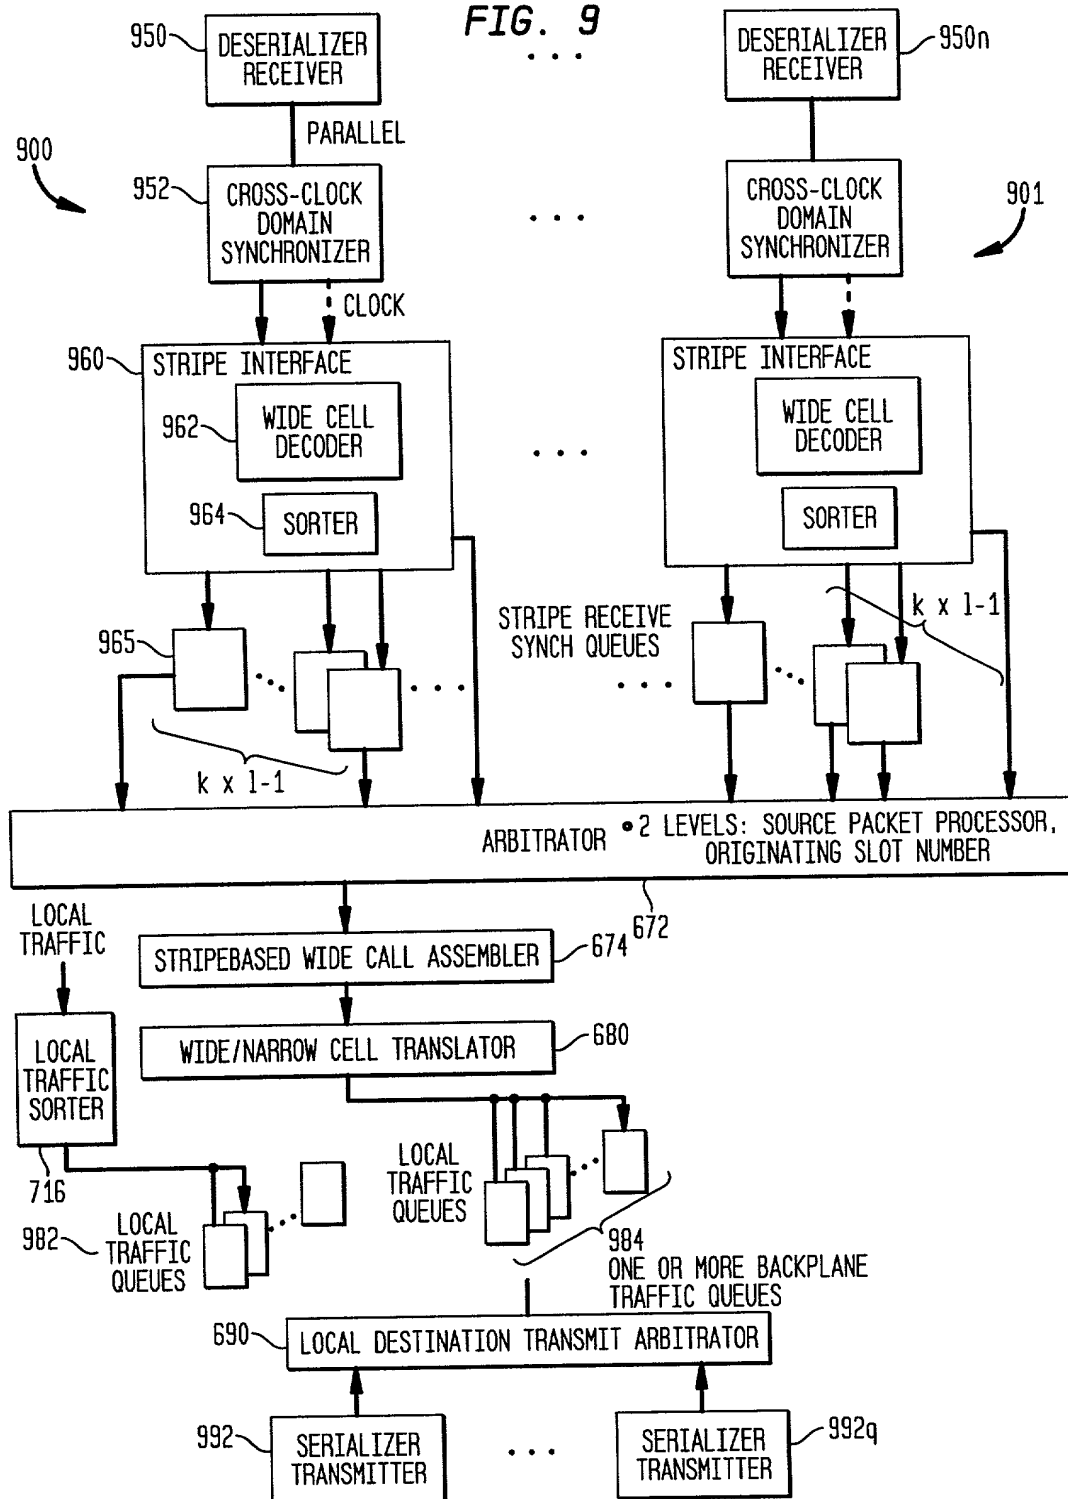 FIG. 9
950
DESERIALIZER
RECEIVER
. . .
DESERIALIZER
RECEIVER
950n
PARALLEL
900
952
CROSS-CLOCK
DOMAIN
SYNCHRONIZER
. . .
CROSS-CLOCK
DOMAIN
SYNCHRONIZER
901
CLOCK
960
STRIPE INTERFACE
962
WIDE CELL
DECODER
964
SORTER
. . .
STRIPE INTERFACE
WIDE CELL
DECODER
SORTER
965
STRIPE RECEIVE
SYNCH QUEUES
k x l-1
k x l-1
ARBITRATOR
• 2 LEVELS: SOURCE PACKET PROCESSOR,
ORIGINATING SLOT NUMBER
672
LOCAL
TRAFFIC
STRIPEBASED WIDE CALL ASSEMBLER
674
WIDE/NARROW CELL TRANSLATOR
680
LOCAL
TRAFFIC
SORTER
716
LOCAL
TRAFFIC
QUEUES
982
LOCAL
TRAFFIC
QUEUES
984
ONE OR MORE BACKPLANE
TRAFFIC QUEUES
690
LOCAL DESTINATION TRANSMIT ARBITRATOR
992
SERIALIZER
TRANSMITTER
. . .
SERIALIZER
TRANSMITTER
992q